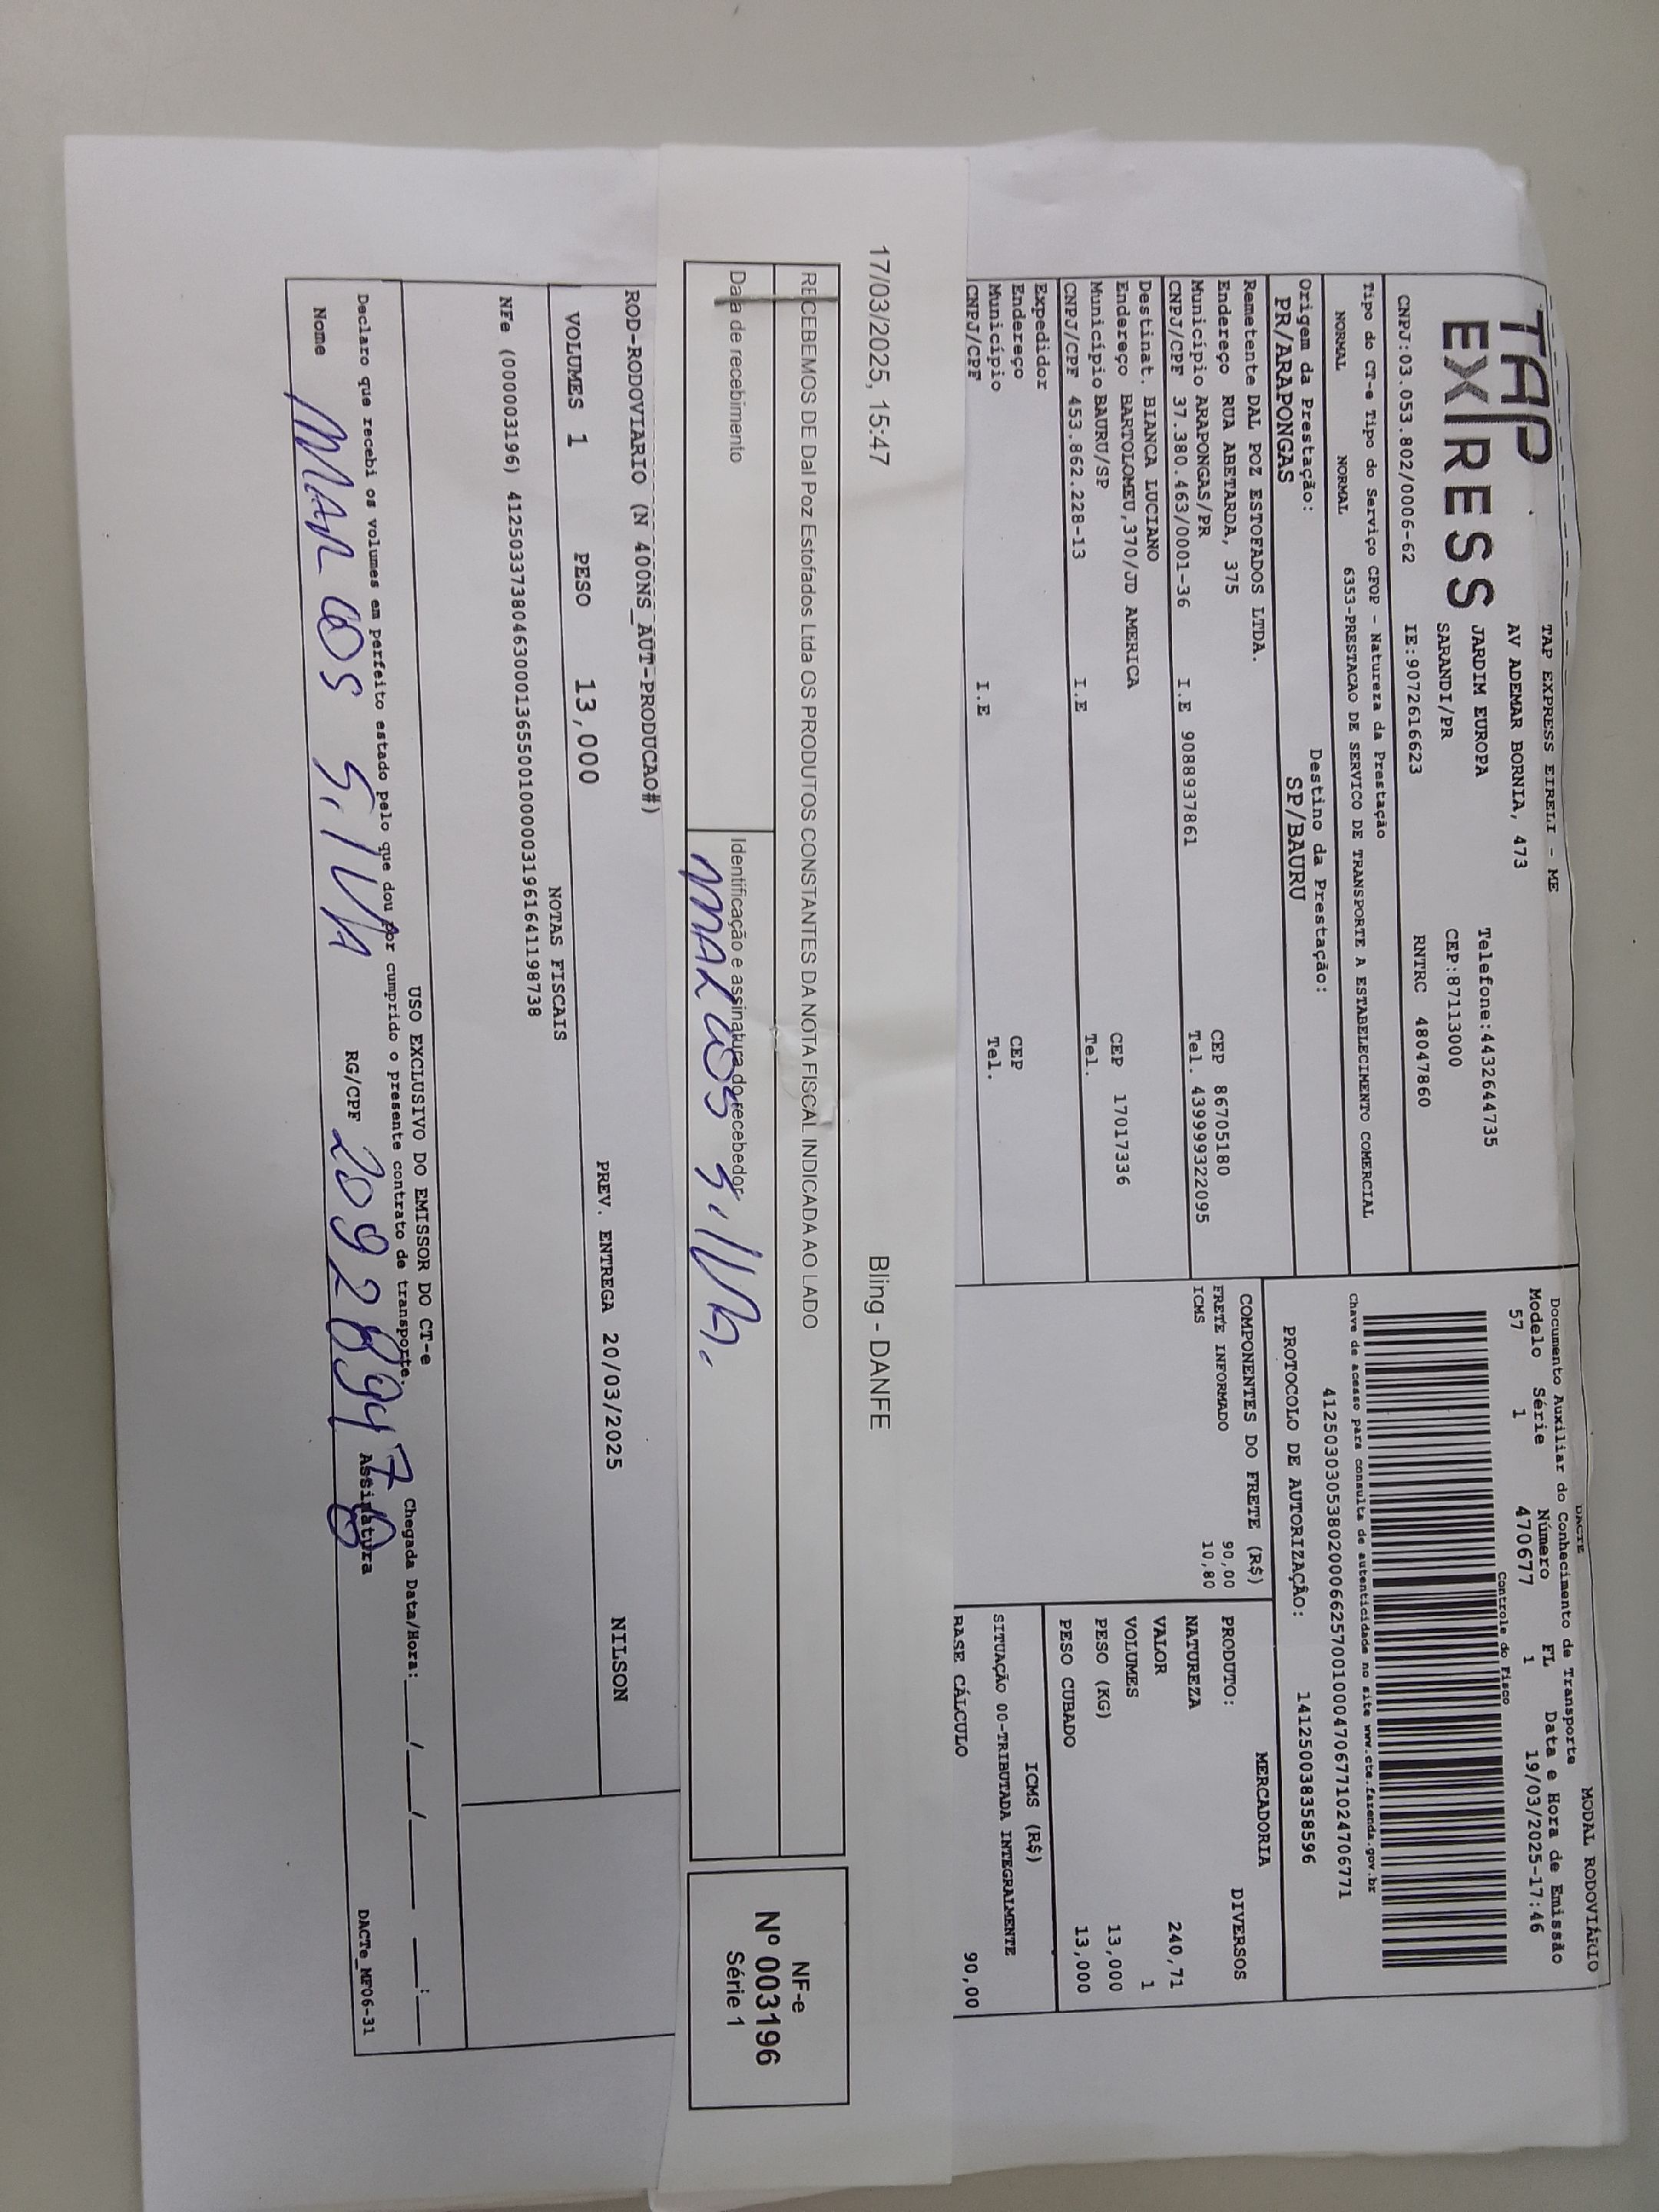 TAP
EXPRESS
TAP EXPRESS EIRELI - ME
AV ADEMAR BORNIA, 473
JARDIM EUROPA Telefone:4432644735
SARANDI/PR CEP:87113000
CNPJ:03.053.802/0006-62 IE:9072616623 RNTRC 48047860
Tipo do CT-e Tipo do Serviço CFOP - Natureza da Prestação
NORMAL NORMAL 6353-PRESTACAO DE SERVICO DE TRANSPORTE A ESTABELECIMENTO COMERCIAL
Origem da Prestação: Destino da Prestação:
PR/ARAPONGAS SP/BAURU
Remetente DAL POZ ESTOFADOS LTDA.
Endereço RUA ABETARDA, 375 CEP 86705180
Município ARAPONGAS/PR Tel. 439999322095
CNPJ/CPF 37.380.463/0001-36 I.E 9088937861
Destinat. BIANCA LUCIANO
Endereço BARTOLOMEU,370/JD AMERICA CEP 17017336
Município BAURU/SP Tel.
CNPJ/CPF 453.862.228-13 I.E
Expedidor
Endereço CEP
Município Tel.
CNPJ/CPF I.E
DACTE MODAL RODOVIÁRIO
Documento Auxiliar do Conhecimento de Transporte
Modelo Série Número FL Data e Hora de Emissão
57 1 470677 1 19/03/2025-17:46
Controle do Fisco
Chave de acesso para consulta de autenticidade no site www.cte.fazenda.gov.br
41250303053802000662570010004706771024706771
PROTOCOLO DE AUTORIZAÇÃO: 141250038358596
COMPONENTES DO FRETE (R$)
FRETE INFORMADO 90,00
ICMS 10,80
MERCADORIA
PRODUTO: DIVERSOS
NATUREZA
VALOR 240,71
VOLUMES 1
PESO (KG) 13,000
PESO CUBADO 13,000
ICMS (R$)
SITUAÇÃO 00-TRIBUTADA INTEGRALMENTE
BASE CÁLCULO 90,00
17/03/2025, 15:47 Bling - DANFE
RECEBEMOS DE Dal Poz Estofados Ltda OS PRODUTOS CONSTANTES DA NOTA FISCAL INDICADA AO LADO
Data de recebimento Identificação e assinatura do recebedor
MARCOS SILVA.
NF-e
Nº 003196
Série 1
ROD-RODOVIARIO (N 400NS_AUT-PRODUCAO#)
VOLUMES 1 PESO 13,000 PREV. ENTREGA 20/03/2025 NILSON
NOTAS FISCAIS
NFe (000003196) 41250337380463000136550010000031961641198738
USO EXCLUSIVO DO EMISSOR DO CT-e
Declaro que recebi os volumes em perfeito estado pelo que dou por cumprido o presente contrato de transporte. Chegada Data/Hora: ___/___/____ __:__
Nome MARCOS SILVA RG/CPF Assinatura
DACTe_MF06-31